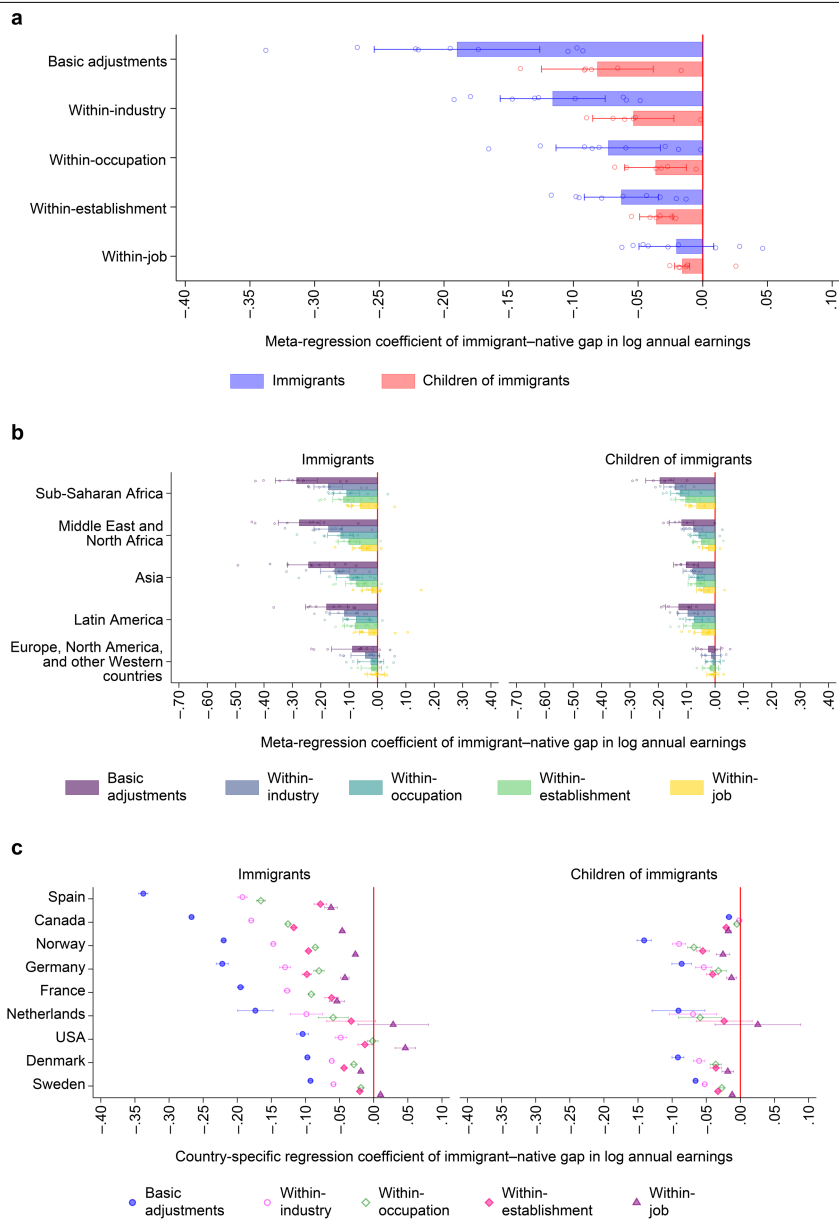 a
Basic adjustments
Within-industry
Within-occupation
Within-establishment
Within-job
–.40 –.35 –.30 –.25 –.20 –.15 –.10 –.05 .00 .05 .10
Meta-regression coefficient of immigrant–native gap in log annual earnings
Immigrants Children of immigrants
b
Immigrants Children of immigrants
Sub-Saharan Africa
Middle East and
North Africa
Asia
Latin America
Europe, North America,
and other Western
countries
–.70 –.60 –.50 –.40 –.30 –.20 –.10 .00 .10 .20 .30 .40 –.70 –.60 –.50 –.40 –.30 –.20 –.10 .00 .10 .20 .30 .40
Meta-regression coefficient of immigrant–native gap in log annual earnings
Basic
adjustments
Within-
industry
Within-
occupation
Within-
establishment
Within-
job
c
Immigrants Children of immigrants
Spain
Canada
Norway
Germany
France
Netherlands
USA
Denmark
Sweden
–.40 –.35 –.30 –.25 –.20 –.15 –.10 –.05 .00 .05 .10 –.40 –.35 –.30 –.25 –.20 –.15 –.10 –.05 .00 .05 .10
Country-specific regression coefficient of immigrant–native gap in log annual earnings
Basic
adjustments
Within-
industry
Within-
occupation
Within-
establishment
Within-
job